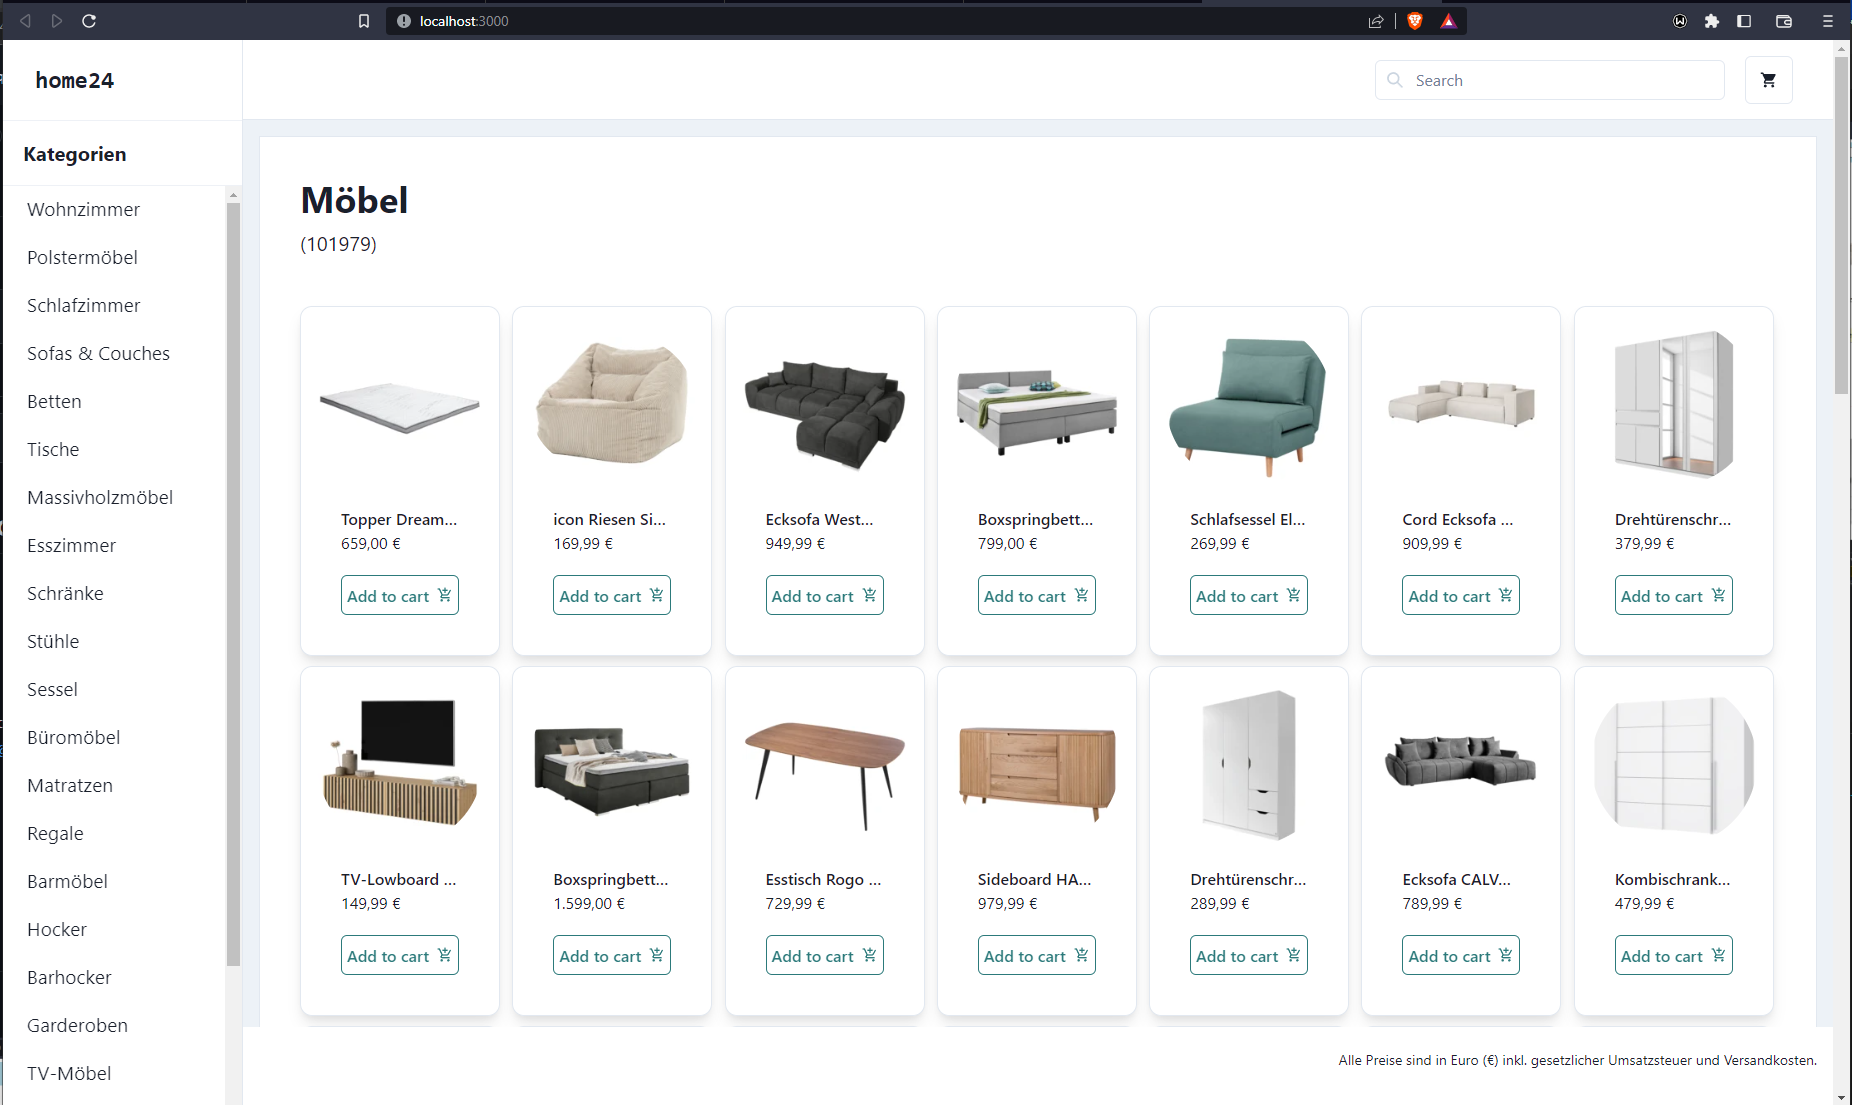 localhost:3000
home24
Search
Kategorien
Wohnzimmer
Polstermöbel
Schlafzimmer
Sofas & Couches
Betten
Tische
Massivholzmöbel
Esszimmer
Schränke
Stühle
Sessel
Büromöbel
Matratzen
Regale
Barmöbel
Hocker
Barhocker
Garderoben
TV-Möbel
Möbel
(101979)
Topper Dream...
659,00 €
Add to cart
icon Riesen Si...
169,99 €
Add to cart
Ecksofa West...
949,99 €
Add to cart
Boxspringbett...
799,00 €
Add to cart
Schlafsessel El...
269,99 €
Add to cart
Cord Ecksofa ...
909,99 €
Add to cart
Drehtürenschr...
379,99 €
Add to cart
TV-Lowboard ...
149,99 €
Add to cart
Boxspringbett...
1.599,00 €
Add to cart
Esstisch Rogo ...
729,99 €
Add to cart
Sideboard HA...
979,99 €
Add to cart
Drehtürenschr...
289,99 €
Add to cart
Ecksofa CALV...
789,99 €
Add to cart
Kombischrank...
479,99 €
Add to cart
Alle Preise sind in Euro (€) inkl. gesetzlicher Umsatzsteuer und Versandkosten.